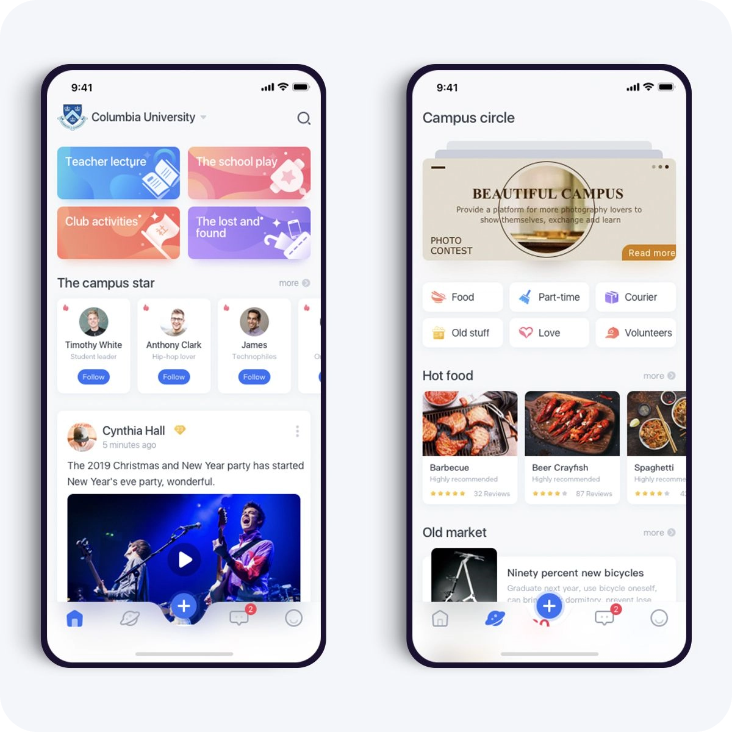 9:41
Columbia University
Teacher lecture
The school play
Club activities
The lost and
found
The campus star
more
Timothy White
Student leader
Follow
Anthony Clark
Hip-hop lover
Follow
James
Technophiles
Follow
Cynthia Hall
5 minutes ago
The 2019 Christmas and New Year party has started
New Year's eve party, wonderful.
2
9:41
Campus circle
BEAUTIFUL CAMPUS
Provide a platform for more photography lovers to
show themselves, exchange and learn
PHOTO
CONTEST
Read more
Food
Part-time
Courier
Old stuff
Love
Volunteers
Hot food
more
Barbecue
Highly recommended
32 Reviews
Beer Crayfish
Highly recommended
87 Reviews
Spaghetti
Highly recomme
Old market
more
Ninety percent new bicycles
Graduate next year, use bicycle oneself,
dormitory, prevent lose
2